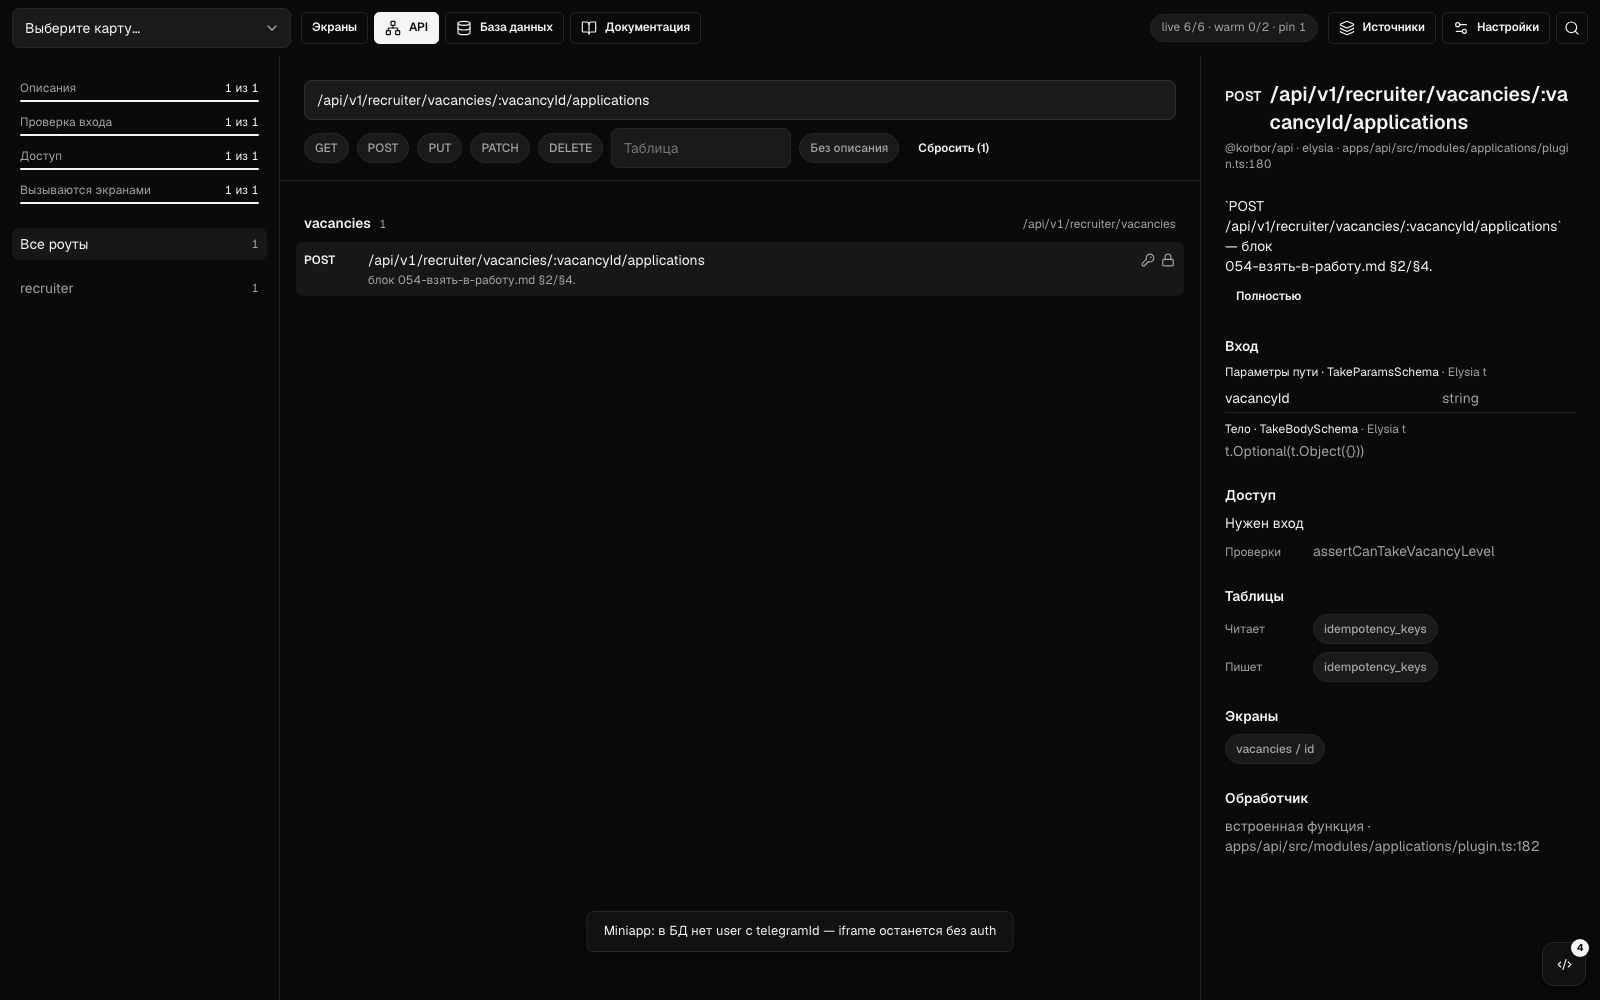 Выберите карту...
Экраны
API
База данных
Документация
live 6/6 · warm 0/2 · pin 1
Источники
Настройки
Описания 1 из 1
Проверка входа 1 из 1
Доступ 1 из 1
Вызываются экранами 1 из 1
Все роуты 1
recruiter 1
/api/v1/recruiter/vacancies/:vacancyId/applications
GET POST PUT PATCH DELETE Таблица Без описания Сбросить (1)
vacancies 1 /api/v1/recruiter/vacancies
POST /api/v1/recruiter/vacancies/:vacancyId/applications
блок 054-взять-в-работу.md §2/§4.
POST /api/v1/recruiter/vacancies/:va
cancyId/applications
@korbor/api · elysia · apps/api/src/modules/applications/plugi
n.ts:180
`POST
/api/v1/recruiter/vacancies/:vacancyId/applications`
— блок
054-взять-в-работу.md §2/§4.
Полностью
Вход
Параметры пути · TakeParamsSchema · Elysia t
vacancyId string
Тело · TakeBodySchema · Elysia t
t.Optional(t.Object({}))
Доступ
Нужен вход
Проверки assertCanTakeVacancyLevel
Таблицы
Читает idempotency_keys
Пишет idempotency_keys
Экраны
vacancies / id
Обработчик
встроенная функция ·
apps/api/src/modules/applications/plugin.ts:182
Miniapp: в БД нет user с telegramId — iframe останется без auth
4